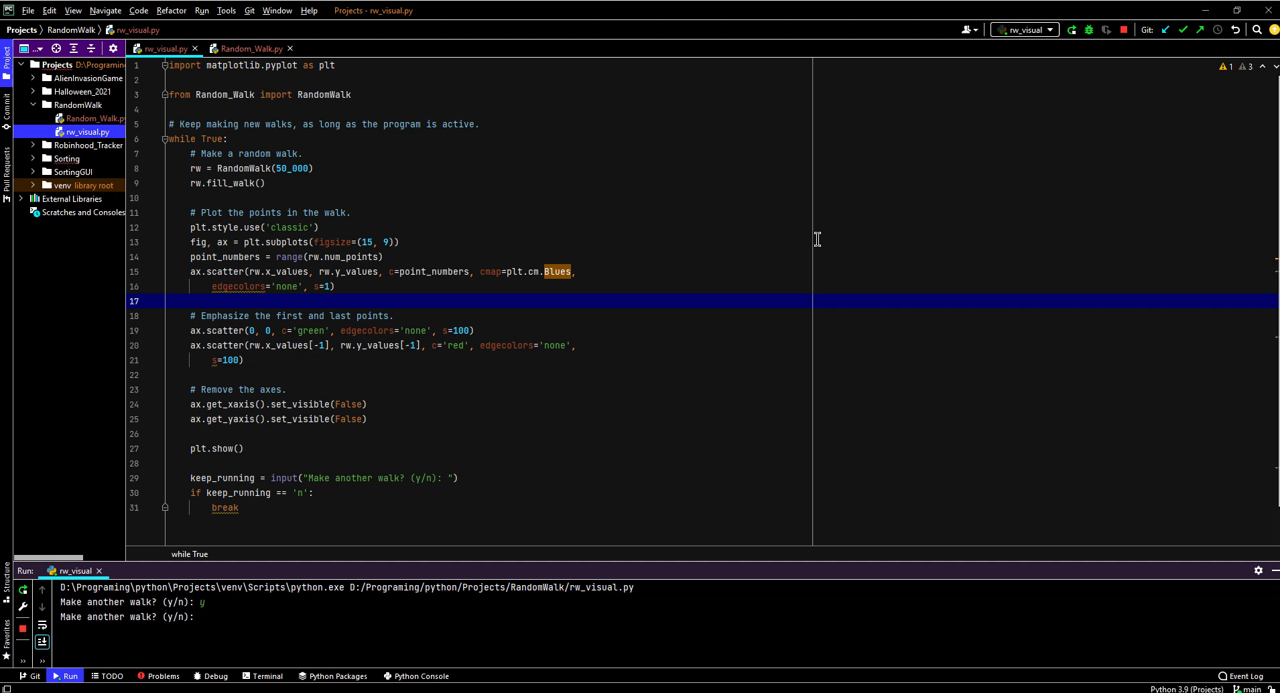 PC File Edit View Navigate Code Refactor Run Tools Git Window Help Projects - rw_visual.py
Projects RandomWalk rw_visual.py rw_visual Git:
... rw_visual.py Random_Walk.py
Project
Commit
Pull Requests
Structure
Favorites
Projects D:\Programin
AlienInvasionGame
Halloween_2021
RandomWalk
Random_Walk.py
rw_visual.py
Robinhood_Tracker
Sorting
SortingGUI
venv library root
External Libraries
Scratches and Consoles
1 3
1 import matplotlib.pyplot as plt
2
3 from Random_Walk import RandomWalk
4
5 # Keep making new walks, as long as the program is active.
6 while True:
7 # Make a random walk.
8 rw = RandomWalk(50_000)
9 rw.fill_walk()
10
11 # Plot the points in the walk.
12 plt.style.use('classic')
13 fig, ax = plt.subplots(figsize=(15, 9))
14 point_numbers = range(rw.num_points)
15 ax.scatter(rw.x_values, rw.y_values, c=point_numbers, cmap=plt.cm.Blues,
16 edgecolors='none', s=1)
17
18 # Emphasize the first and last points.
19 ax.scatter(0, 0, c='green', edgecolors='none', s=100)
20 ax.scatter(rw.x_values[-1], rw.y_values[-1], c='red', edgecolors='none',
21 s=100)
22
23 # Remove the axes.
24 ax.get_xaxis().set_visible(False)
25 ax.get_yaxis().set_visible(False)
26
27 plt.show()
28
29 keep_running = input("Make another walk? (y/n): ")
30 if keep_running == 'n':
31 break
while True
Run: rw_visual
D:\Programing\python\Projects\venv\Scripts\python.exe D:/Programing/python/Projects/RandomWalk/rw_visual.py
Make another walk? (y/n): y
Make another walk? (y/n):
Git Run TODO Problems Debug Terminal Python Packages Python Console Event Log
Python 3.9 (Projects) main